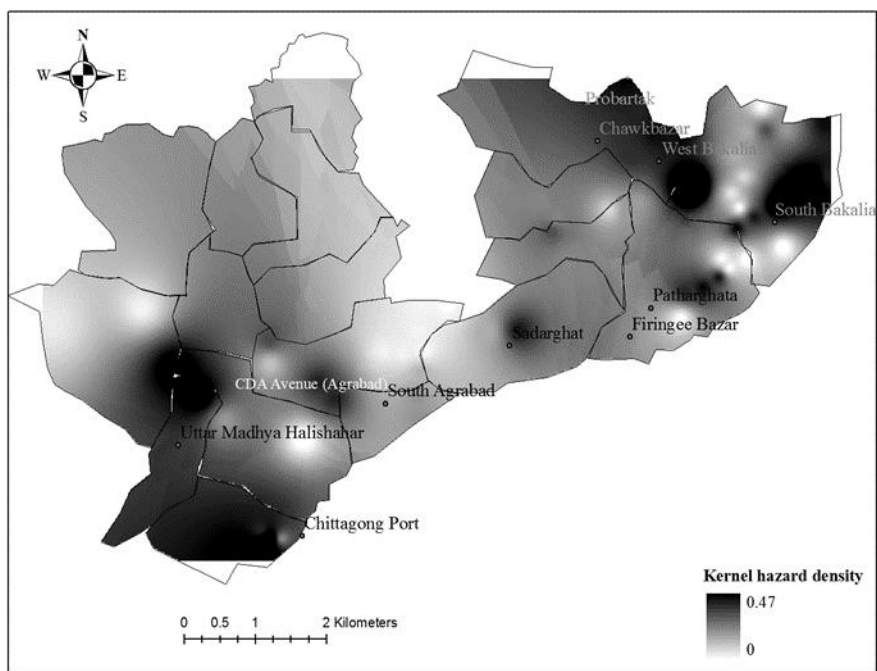 N
W E
S
Probartak
Chawkbazar
West Bakalia
South Bakalia
Patharghata
Firingee Bazar
Sadarghat
CDA Avenue (Agrabad)
South Agrabad
Uttar Madhya Halishahar
Chittagong Port
Kernel hazard density
0.47
0
0 0.5 1 2 Kilometers